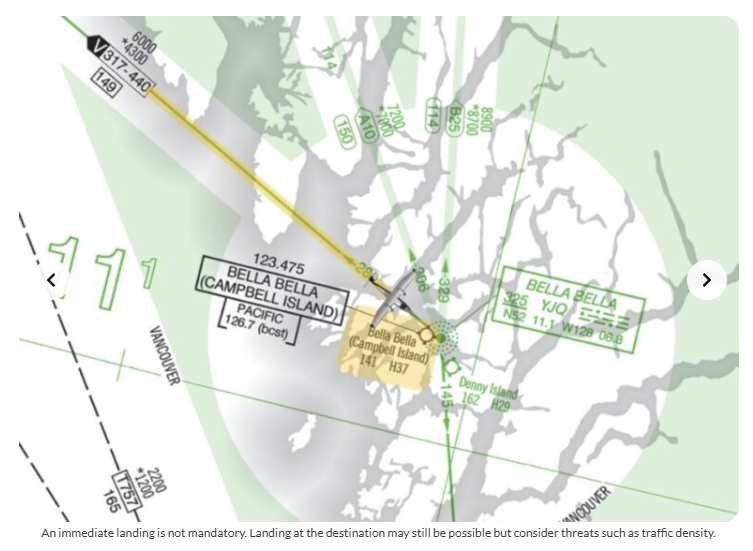 6000
*4300
V317-440
149
114
150
A10
7200
*7000
114
B25
8900
*8700
111
123.475
BELLA BELLA
(CAMPBELL ISLAND)
PACIFIC
126.7 (bcst)
306
329
BELLA BELLA
325 YJQ
N52 11.1 W128 06.8
Bella Bella
(Campbell Island)
141 H37
Denny Island
162 H29
145
VANCOUVER
2200
*1200
T757
165
VANCOUVER
An immediate landing is not mandatory. Landing at the destination may still be possible but consider threats such as traffic density.